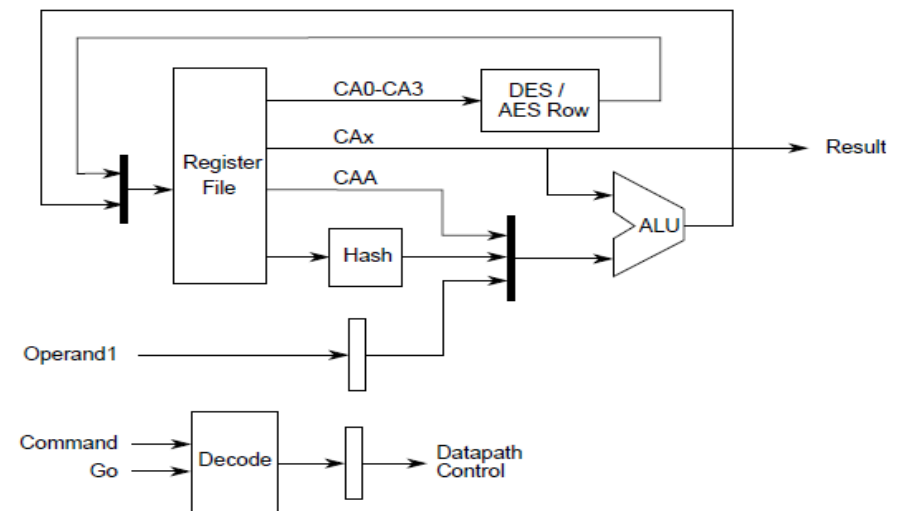 CA0-CA3
DES /
AES Row
CAx
Result
Register
File
CAA
ALU
Hash
Operand1
Command
Go
Decode
Datapath
Control